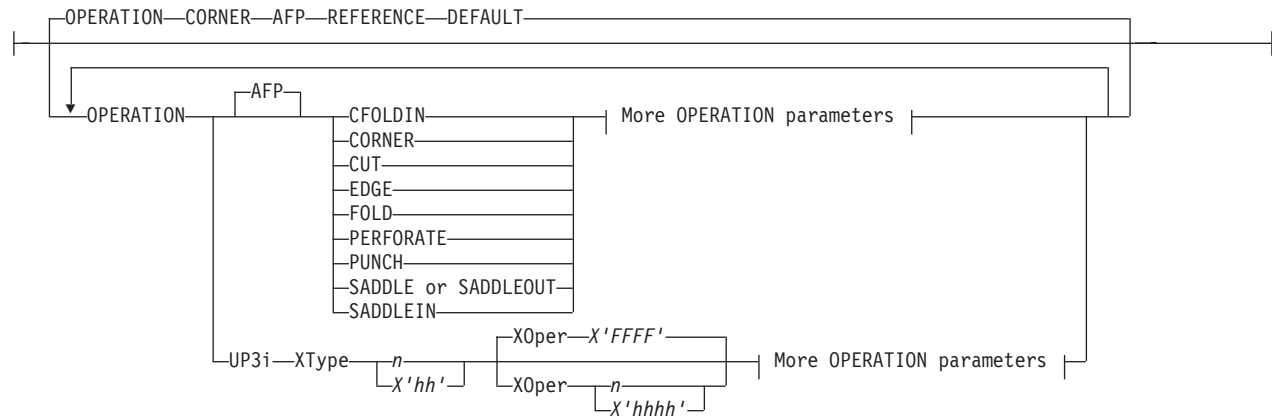 OPERATION CORNER AFP REFERENCE DEFAULT
AFP
OPERATION CFOLDIN More OPERATION parameters
CORNER
CUT
EDGE
FOLD
PERFORATE
PUNCH
SADDLE or SADDLEOUT
SADDLEIN
XOper X'FFFF'
UP3i XType n More OPERATION parameters
X'hh' XOper n
X'hhhh'